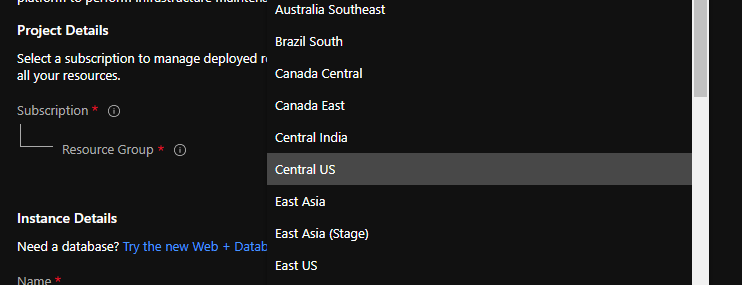 platform to perform infrastructure mainten
Project Details
Select a subscription to manage deployed r
all your resources.
Subscription *
Resource Group *
Instance Details
Need a database? Try the new Web + Datab
Name *
Australia Southeast
Brazil South
Canada Central
Canada East
Central India
Central US
East Asia
East Asia (Stage)
East US